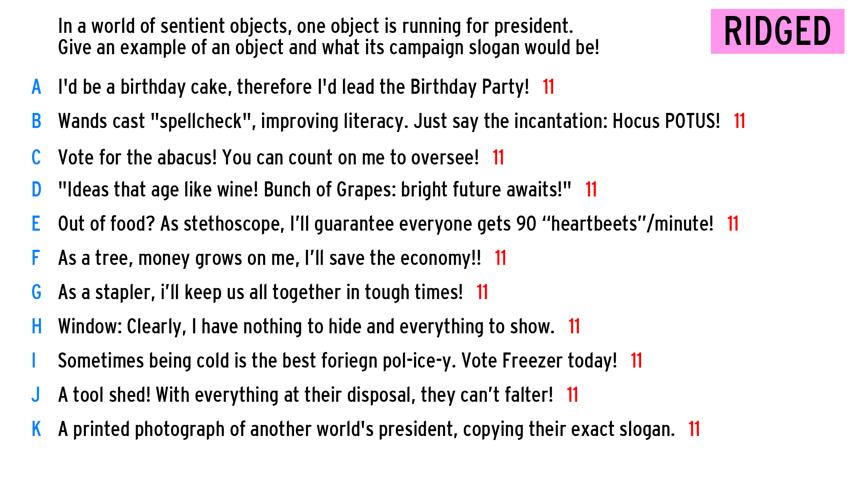 In a world of sentient objects, one object is running for president.
Give an example of an object and what its campaign slogan would be!
RIDGED
A I'd be a birthday cake, therefore I'd lead the Birthday Party! 11
B Wands cast "spellcheck", improving literacy. Just say the incantation: Hocus POTUS! 11
C Vote for the abacus! You can count on me to oversee! 11
D "Ideas that age like wine! Bunch of Grapes: bright future awaits!" 11
E Out of food? As stethoscope, I’ll guarantee everyone gets 90 “heartbeets”/minute! 11
F As a tree, money grows on me, I’ll save the economy!! 11
G As a stapler, i’ll keep us all together in tough times! 11
H Window: Clearly, I have nothing to hide and everything to show. 11
I Sometimes being cold is the best foriegn pol-ice-y. Vote Freezer today! 11
J A tool shed! With everything at their disposal, they can’t falter! 11
K A printed photograph of another world's president, copying their exact slogan. 11